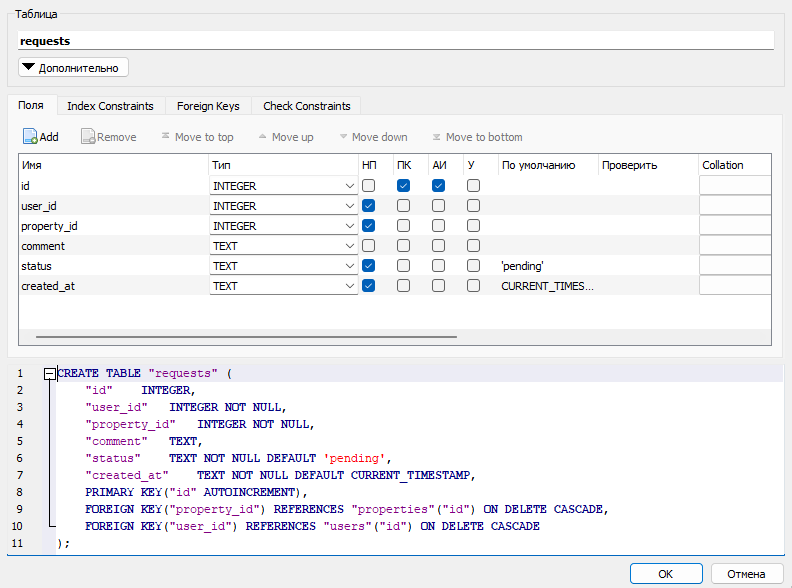 Таблица
requests
Дополнительно
Поля Index Constraints Foreign Keys Check Constraints
Add Remove Move to top Move up Move down Move to bottom
Имя Тип НП ПК АИ У По умолчанию Проверить Collation
id INTEGER
user_id INTEGER
property_id INTEGER
comment TEXT
status TEXT 'pending'
created_at TEXT CURRENT_TIMES...
1 CREATE TABLE "requests" (
2 "id" INTEGER,
3 "user_id" INTEGER NOT NULL,
4 "property_id" INTEGER NOT NULL,
5 "comment" TEXT,
6 "status" TEXT NOT NULL DEFAULT 'pending',
7 "created_at" TEXT NOT NULL DEFAULT CURRENT_TIMESTAMP,
8 PRIMARY KEY("id" AUTOINCREMENT),
9 FOREIGN KEY("property_id") REFERENCES "properties"("id") ON DELETE CASCADE,
10 FOREIGN KEY("user_id") REFERENCES "users"("id") ON DELETE CASCADE
11 );
OK Отмена